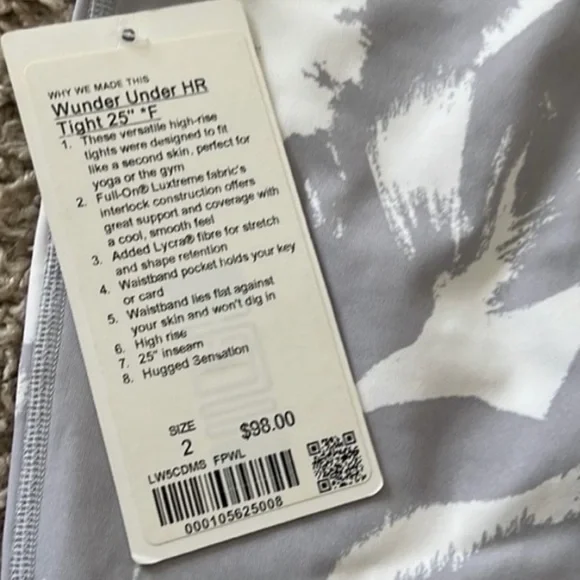 WHY WE MADE THIS
Wunder Under HR
Tight 25" *F
1. These versatile high-rise
tights were designed to fit
like a second skin, perfect for
yoga or the gym
2. Full-On® Luxtreme fabric's
interlock construction offers
great support and coverage with
a cool, smooth feel
3. Added Lycra® fibre for stretch
and shape retention
4. Waistband pocket holds your key
or card
5. Waistband lies flat against
your skin and won't dig in
6. High rise
7. 25" inseam
8. Hugged Sensation
SIZE
2 $98.00
LW5CDMS FPWL
000105625008